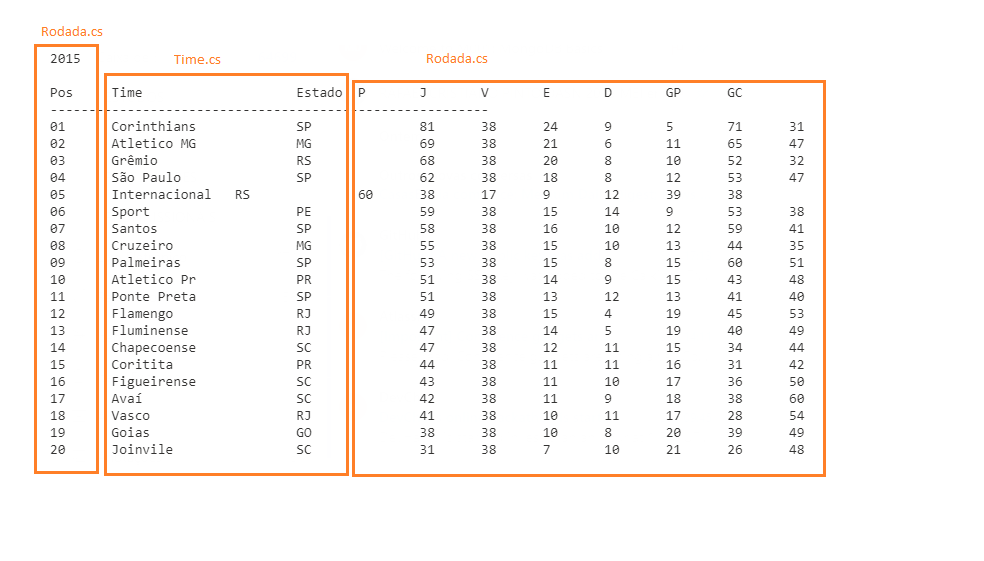 Rodada.cs
2015 Time.cs Rodada.cs
Pos Time Estado P J V E D GP GC
---------------------------------------------------------
01 Corinthians SP 81 38 24 9 5 71 31
02 Atletico MG MG 69 38 21 6 11 65 47
03 Grêmio RS 68 38 20 8 10 52 32
04 São Paulo SP 62 38 18 8 12 53 47
05 Internacional RS 60 38 17 9 12 39 38
06 Sport PE 59 38 15 14 9 53 38
07 Santos SP 58 38 16 10 12 59 41
08 Cruzeiro MG 55 38 15 10 13 44 35
09 Palmeiras SP 53 38 15 8 15 60 51
10 Atletico Pr PR 51 38 14 9 15 43 48
11 Ponte Preta SP 51 38 13 12 13 41 40
12 Flamengo RJ 49 38 15 4 19 45 53
13 Fluminense RJ 47 38 14 5 19 40 49
14 Chapecoense SC 47 38 12 11 15 34 44
15 Coritita PR 44 38 11 11 16 31 42
16 Figueirense SC 43 38 11 10 17 36 50
17 Avaí SC 42 38 11 9 18 38 60
18 Vasco RJ 41 38 10 11 17 28 54
19 Goias GO 38 38 10 8 20 39 49
20 Joinvile SC 31 38 7 10 21 26 48